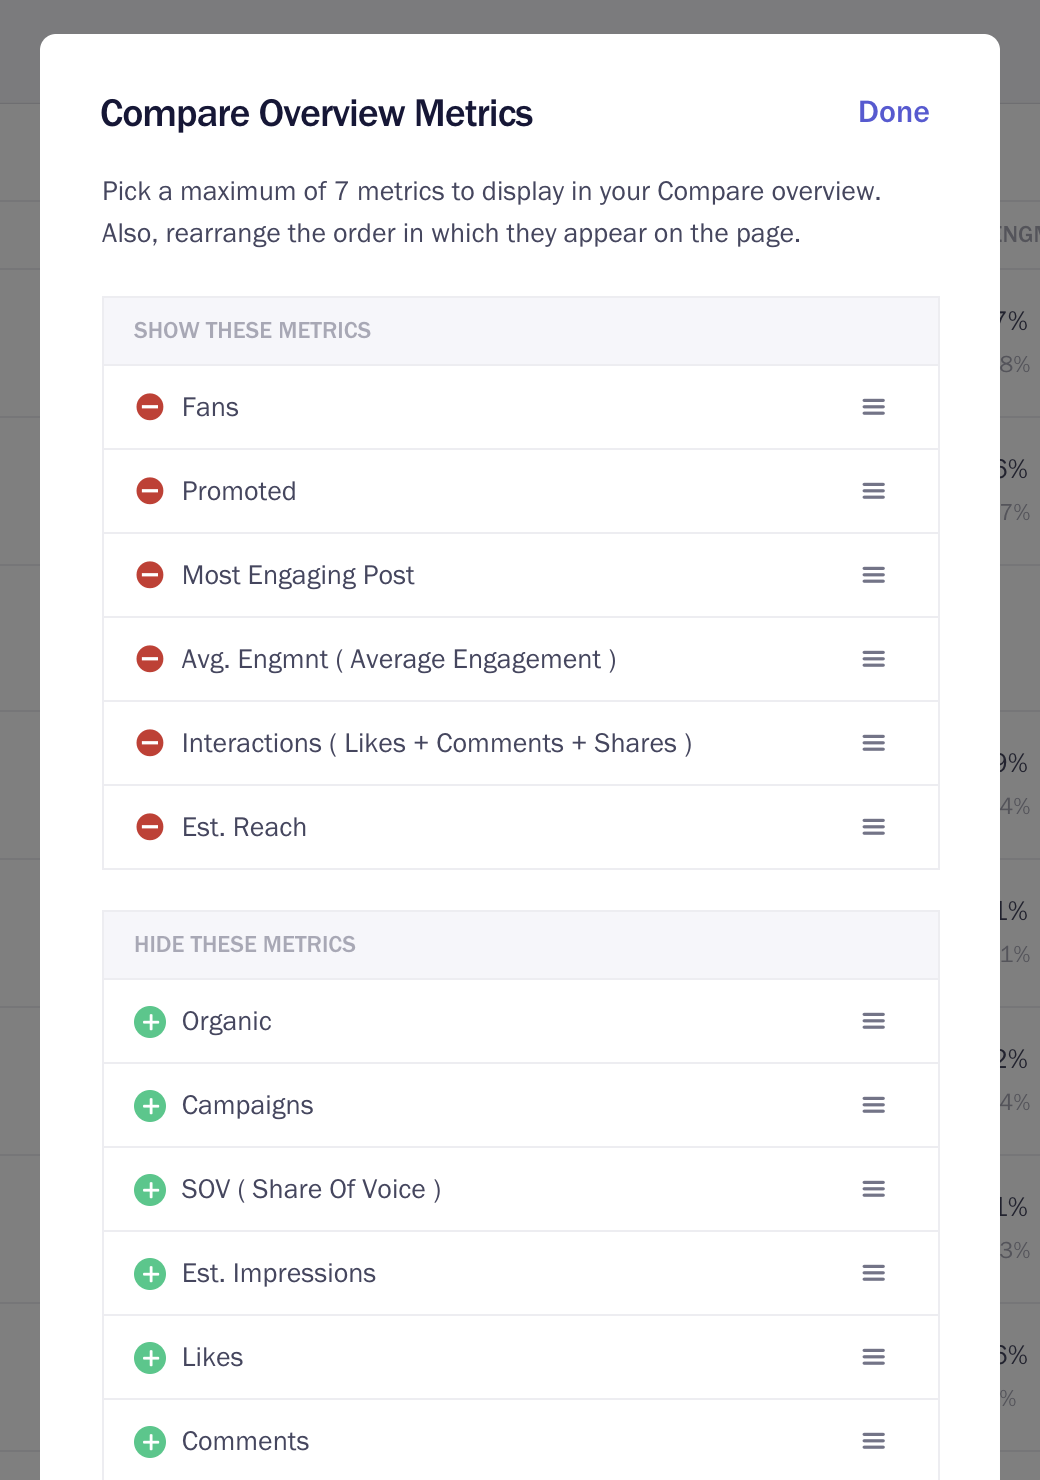 Compare Overview Metrics
Done
Pick a maximum of 7 metrics to display in your Compare overview.
Also, rearrange the order in which they appear on the page.
SHOW THESE METRICS
Fans
Promoted
Most Engaging Post
Avg. Engmnt ( Average Engagement )
Interactions ( Likes + Comments + Shares )
Est. Reach
HIDE THESE METRICS
Organic
Campaigns
SOV ( Share Of Voice )
Est. Impressions
Likes
Comments